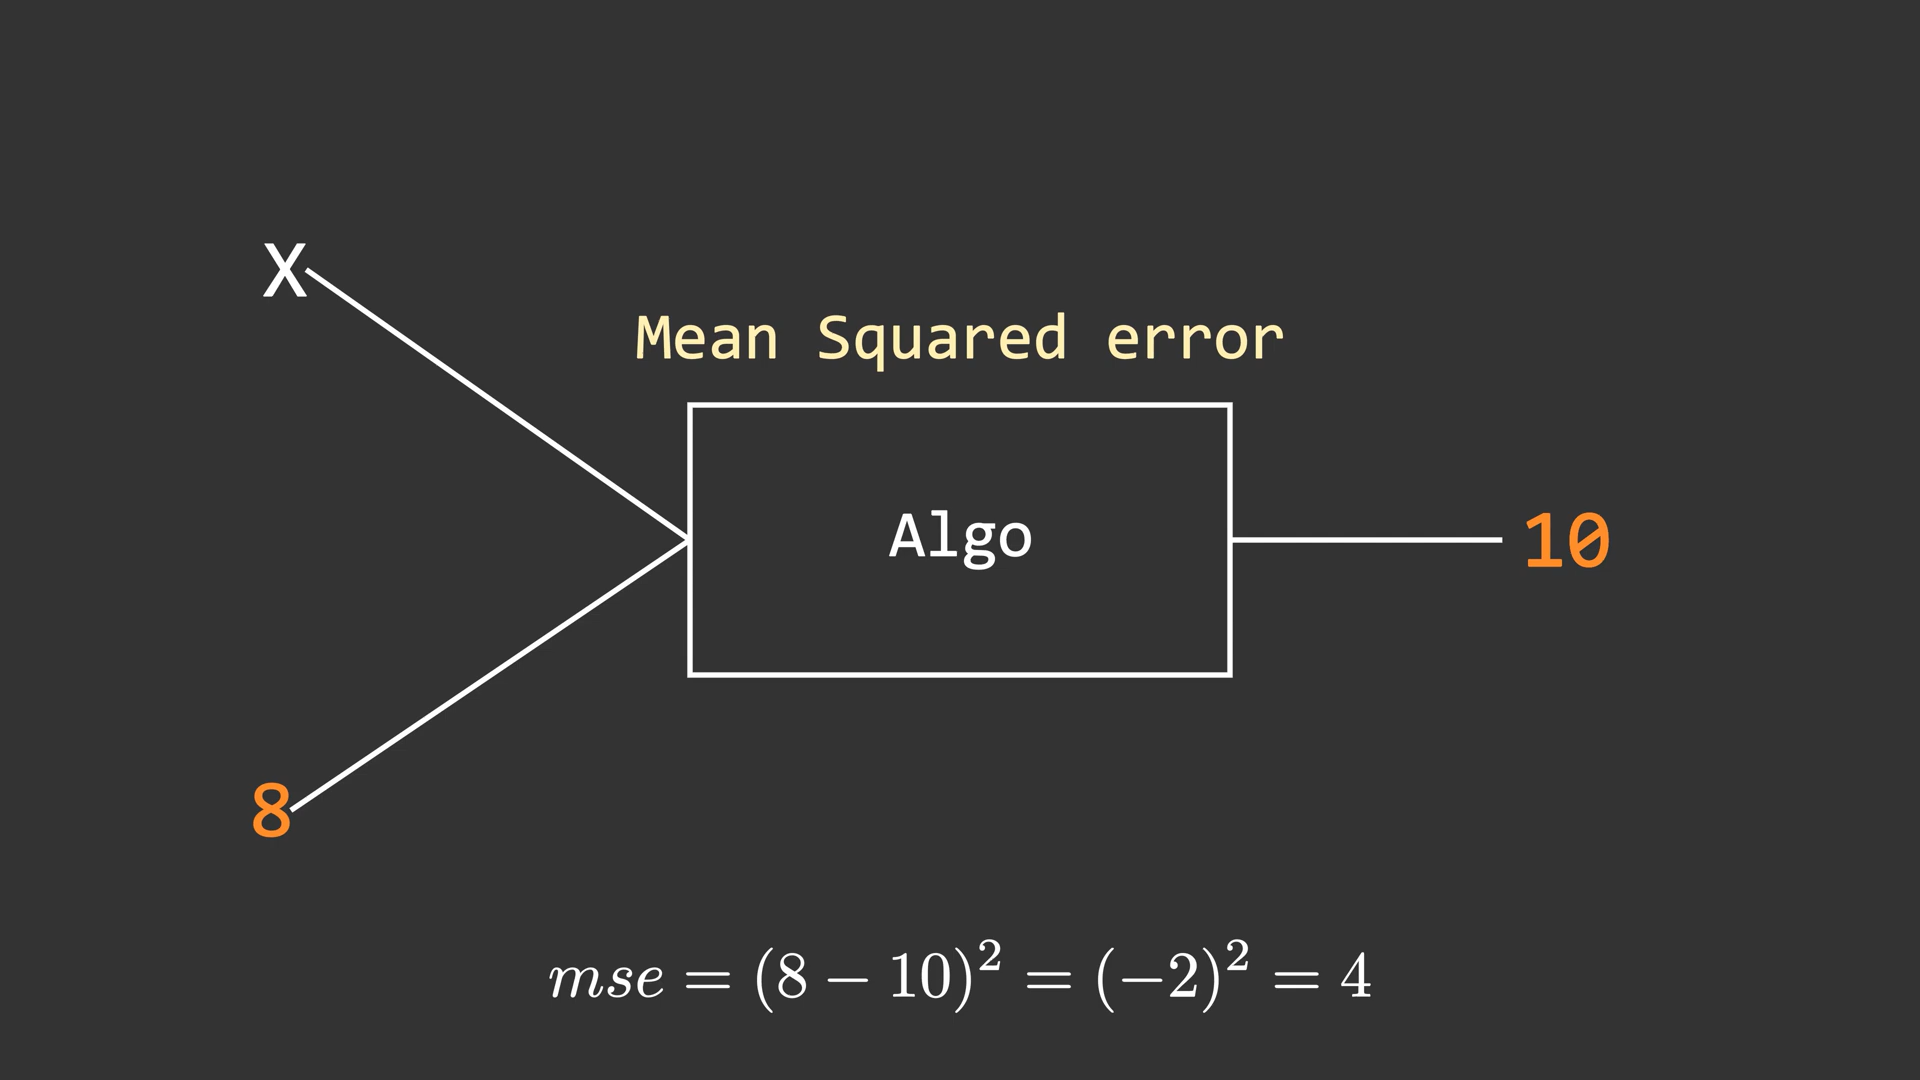 X
Mean Squared error
Algo
10
8
mse = (8 − 10)² = (−2)² = 4